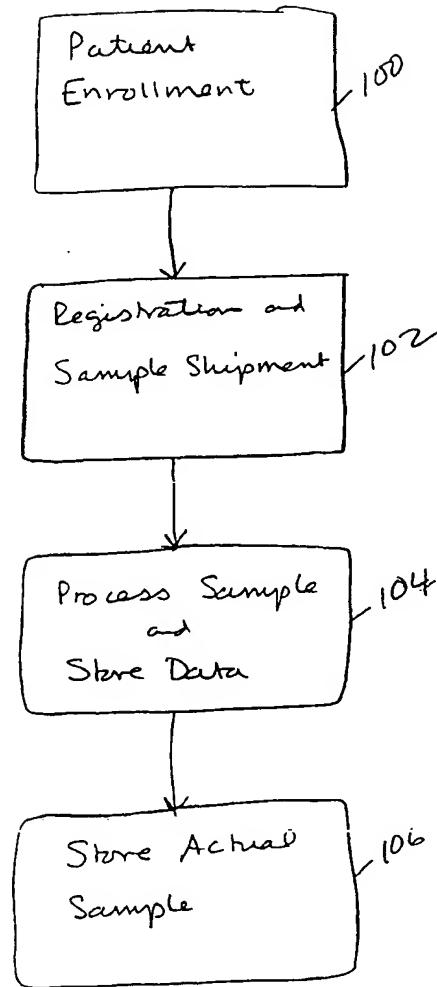 Patient
Enrollment
100
Registration and
Sample Shipment
102
Process Sample
and
Store Data
104
Store Actual
Sample
106